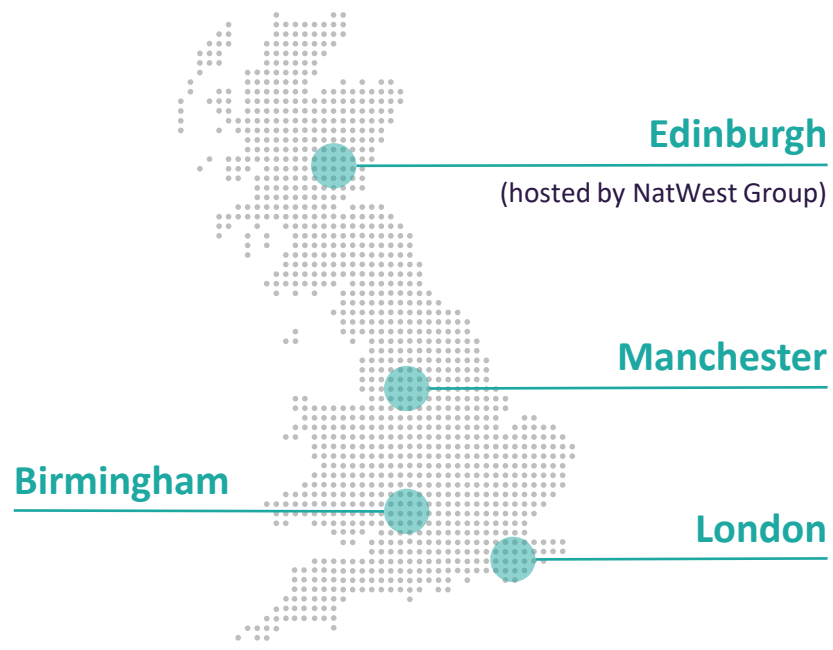 Edinburgh
(hosted by NatWest Group)
Manchester
Birmingham
London